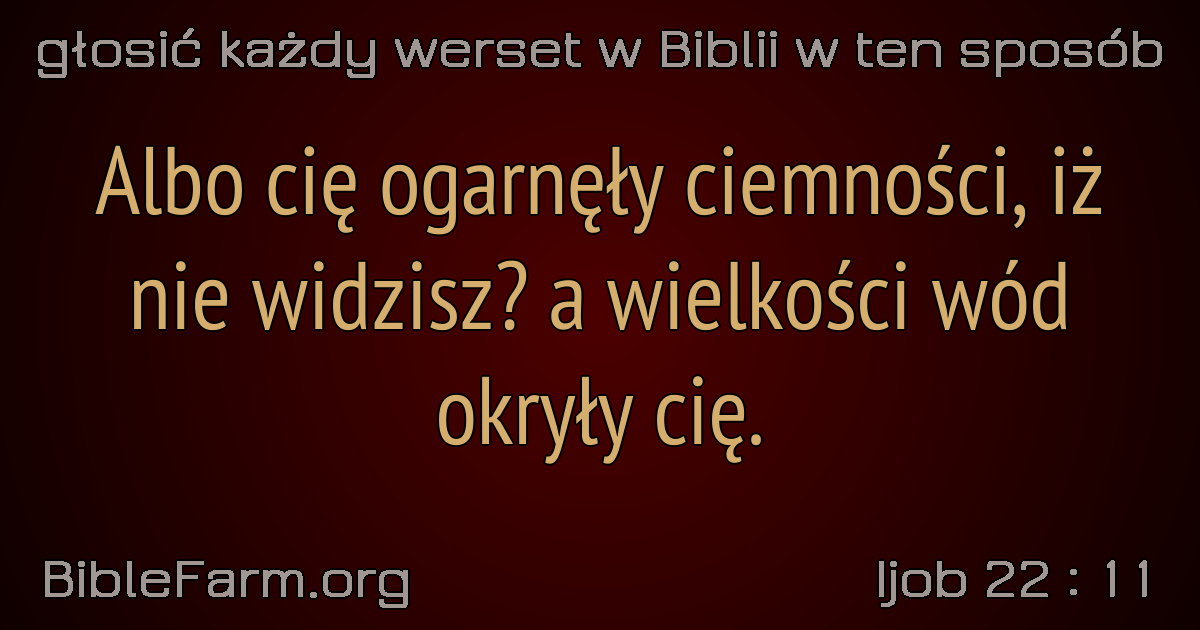 głosić każdy werset w Biblii w ten sposób
Albo cię ogarnęły ciemności, iż
nie widzisz? a wielkości wód
okryły cię.
BibleFarm.org
Ijob 22 : 11